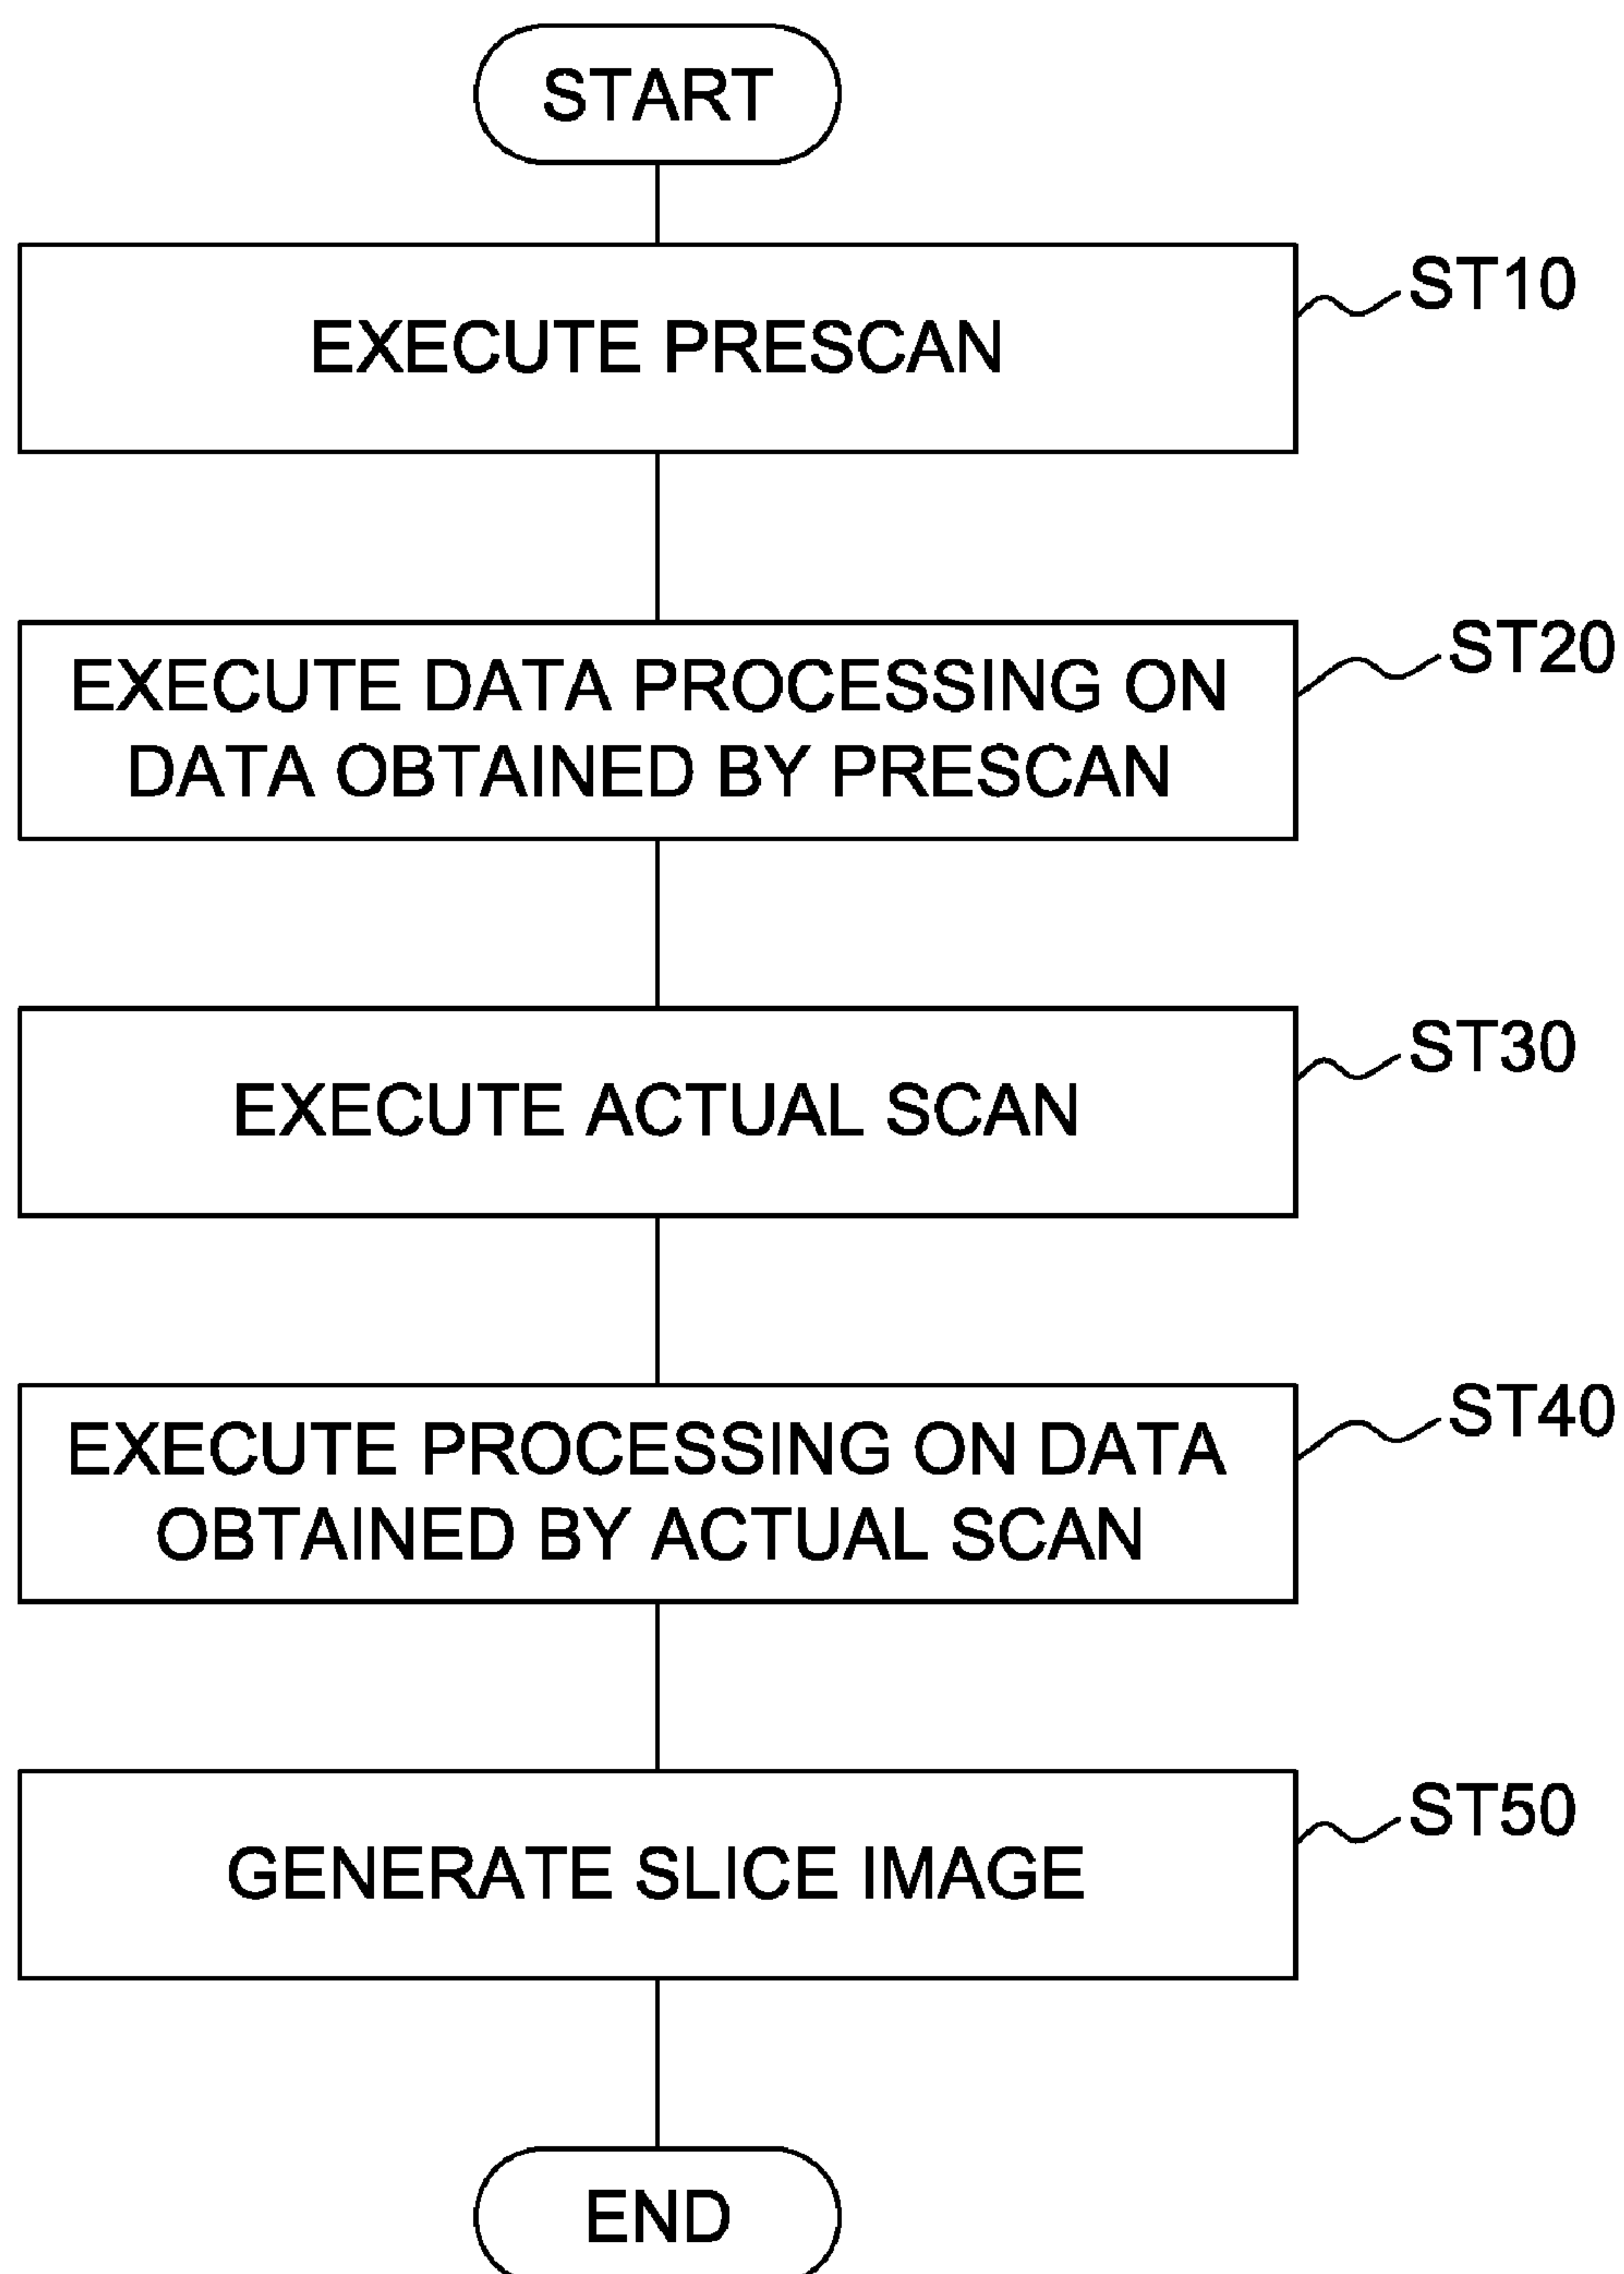 START
EXECUTE PRESCAN
ST10
EXECUTE DATA PROCESSING ON
DATA OBTAINED BY PRESCAN
ST20
EXECUTE ACTUAL SCAN
ST30
EXECUTE PROCESSING ON DATA
OBTAINED BY ACTUAL SCAN
ST40
GENERATE SLICE IMAGE
ST50
END